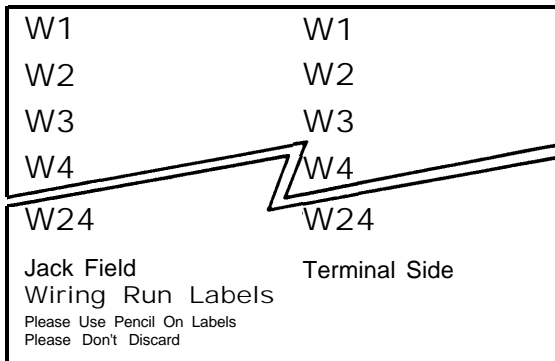 W1 W1
W2 W2
W3 W3
W4 W4
W24 W24
Jack Field Terminal Side
Wiring Run Labels
Please Use Pencil On Labels
Please Don't Discard